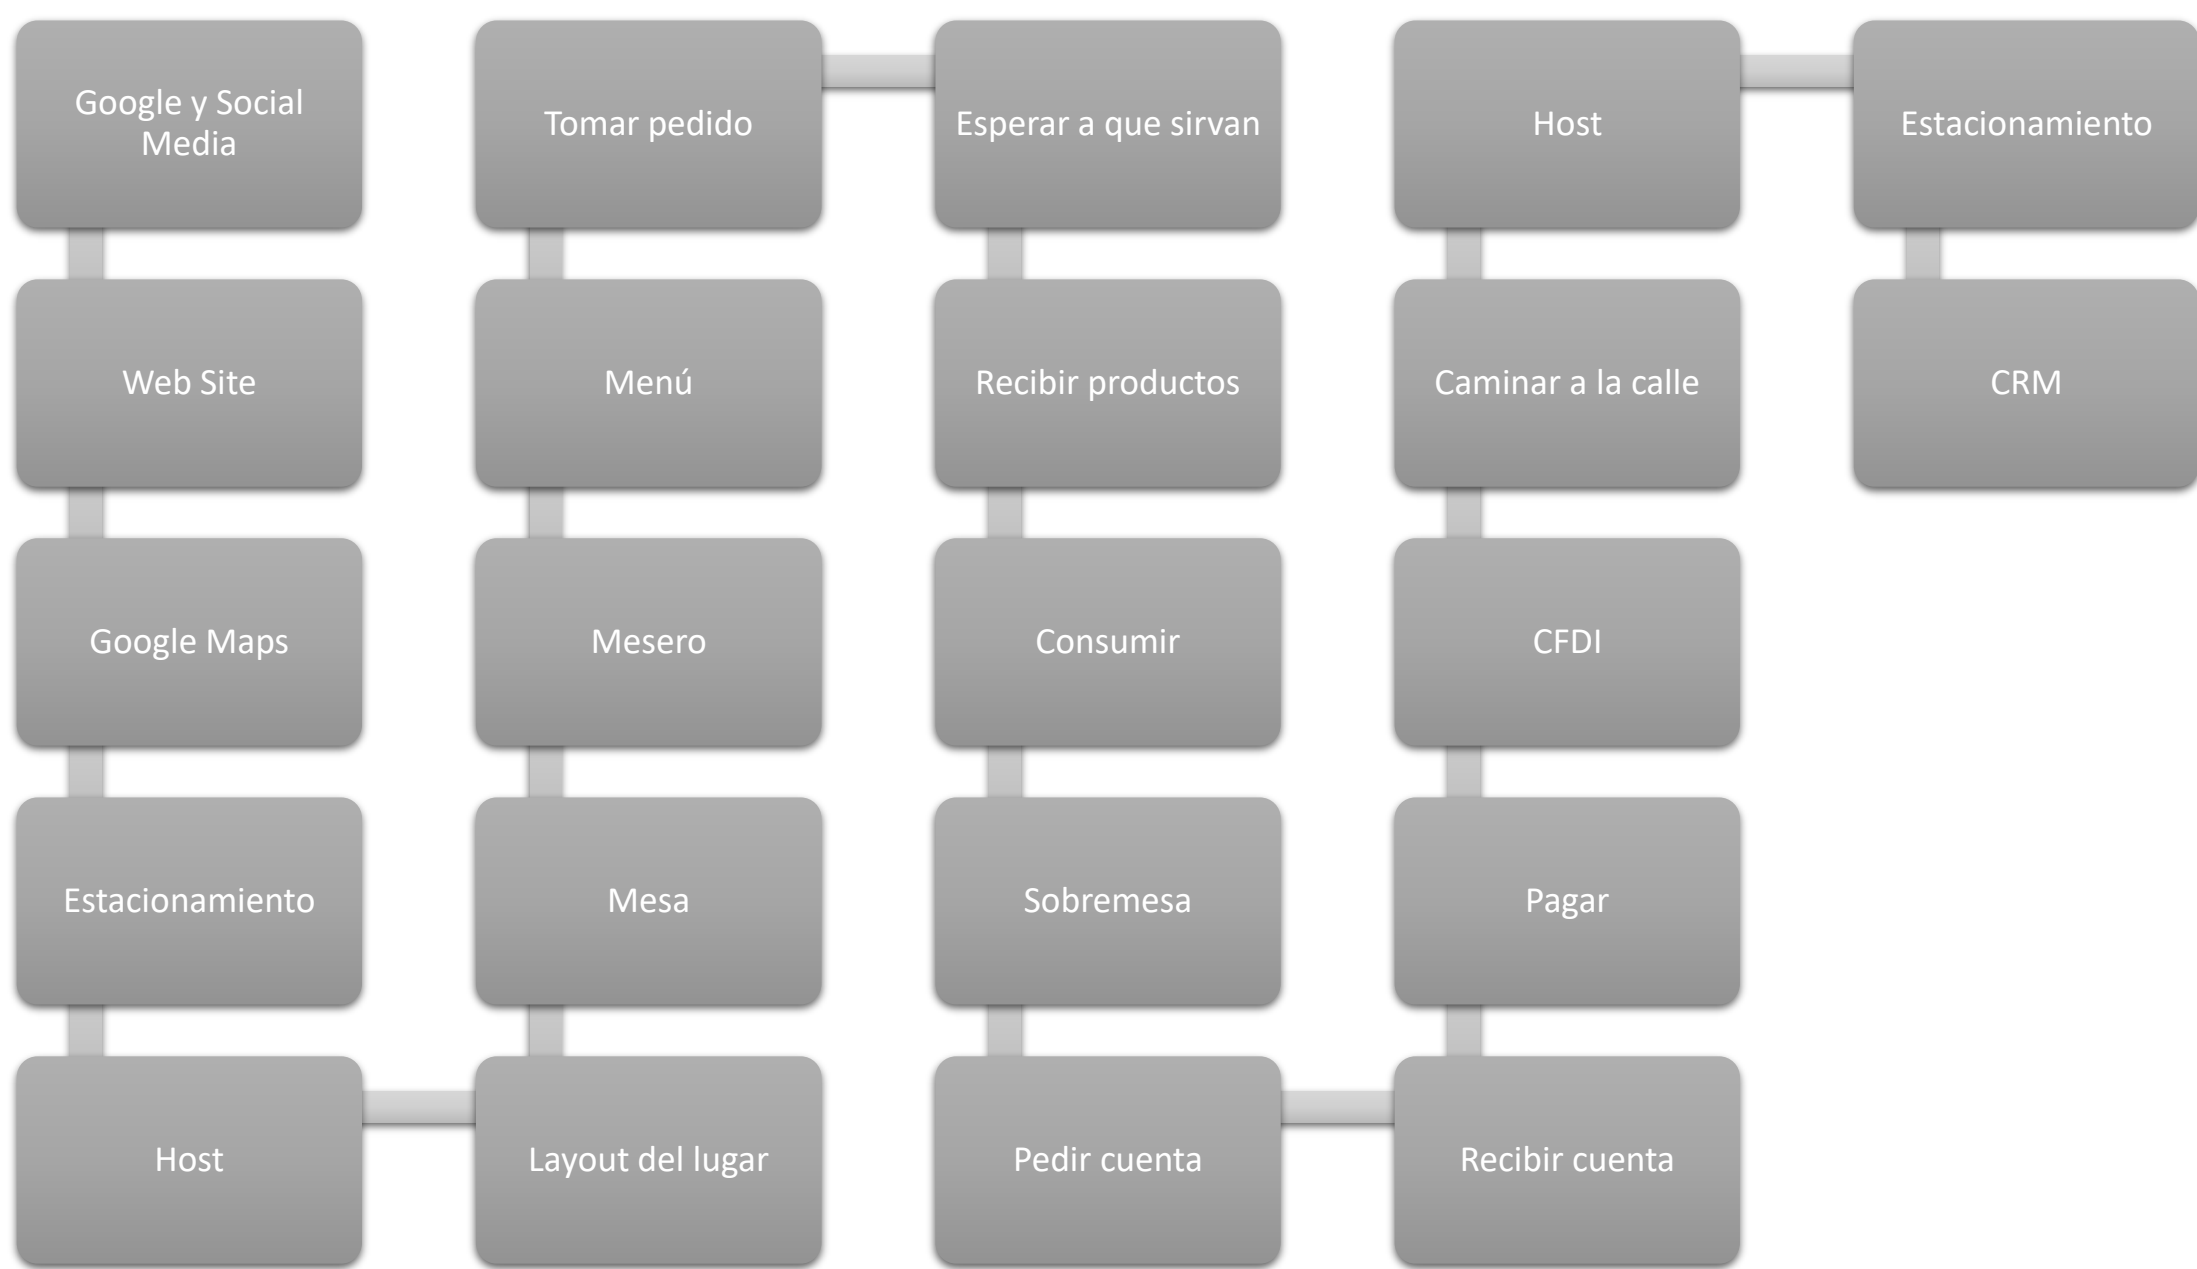 Google y Social
Media
Web Site
Google Maps
Estacionamiento
Host
Layout del lugar
Mesa
Mesero
Menú
Tomar pedido
Esperar a que sirvan
Recibir productos
Consumir
Sobremesa
Pedir cuenta
Recibir cuenta
Pagar
CFDI
Caminar a la calle
Host
Estacionamiento
CRM